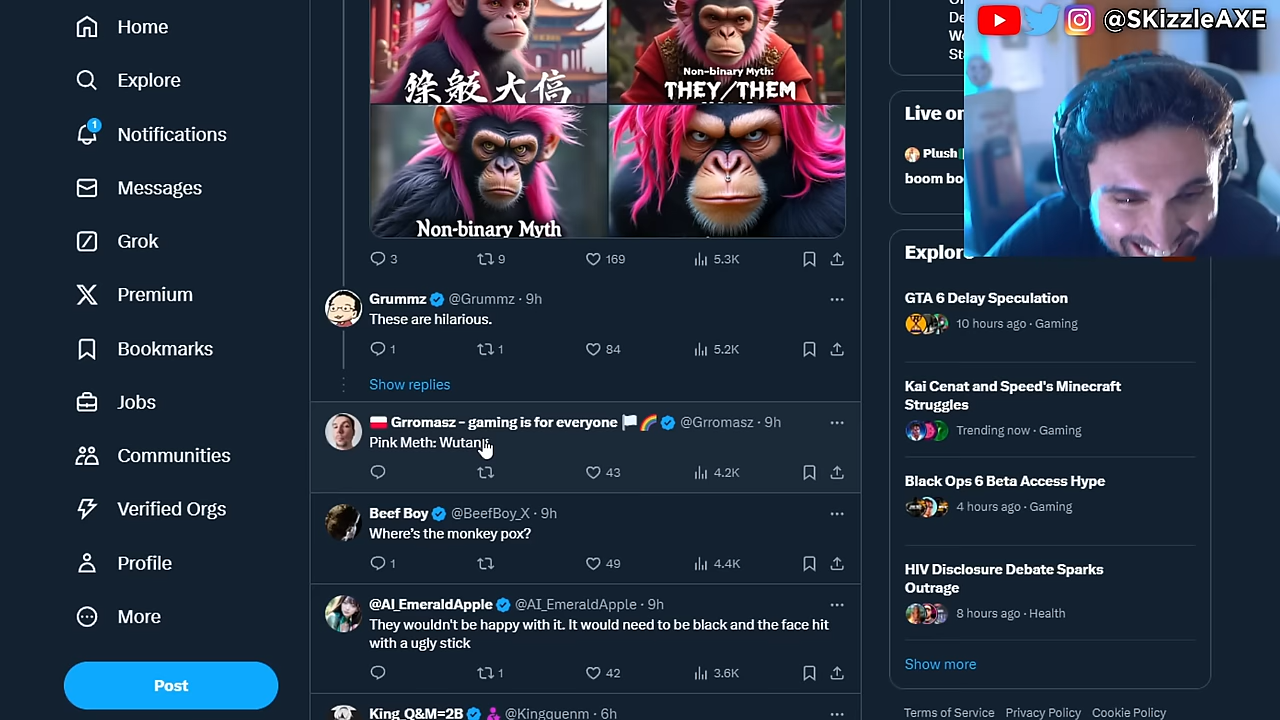 @SKizzleAXE
Home
Explore
1
Notifications
Messages
Grok
Premium
Bookmarks
Jobs
Communities
Verified Orgs
Profile
More
Post
大
Non-binary Myth:
THEY/THEM
Non-binary Myth
3 9 169 5.3K
Grummz @Grummz · 9h
These are hilarious.
1 1 84 5.2K
Show replies
Grromasz – gaming is for everyone @Grromasz · 9h
Pink Meth: Wutang
43 4.2K
Beef Boy @BeefBoy_X · 9h
Where's the monkey pox?
1 49 4.4K
@AI_EmeraldApple @AI_EmeraldApple · 9h
They wouldn't be happy with it. It would need to be black and the face hit
with a ugly stick
1 42 3.6K
King_Q&M=2B @Kingquenm · 6h
Live on
Plush
boom bo
Explore
GTA 6 Delay Speculation
10 hours ago · Gaming
Kai Cenat and Speed's Minecraft
Struggles
Trending now · Gaming
Black Ops 6 Beta Access Hype
4 hours ago · Gaming
HIV Disclosure Debate Sparks
Outrage
8 hours ago · Health
Show more
Terms of Service Privacy Policy Cookie Policy